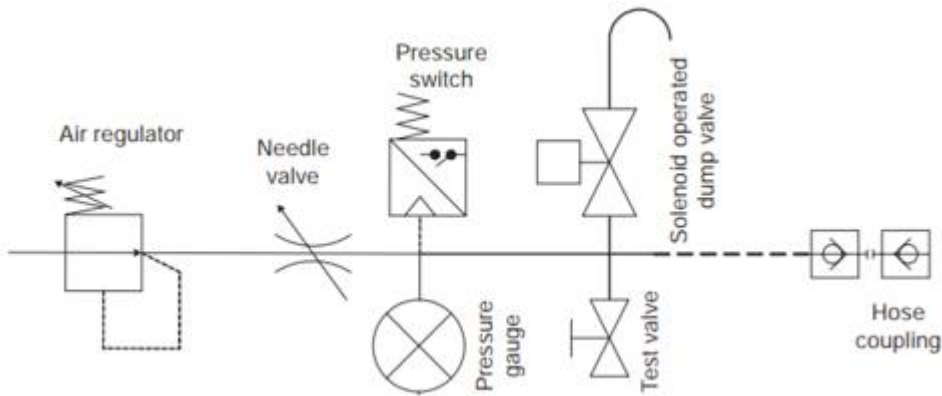 Air regulator
Needle
valve
Pressure
switch
Pressure
gauge
Solenoid operated
dump valve
Test valve
Hose
coupling